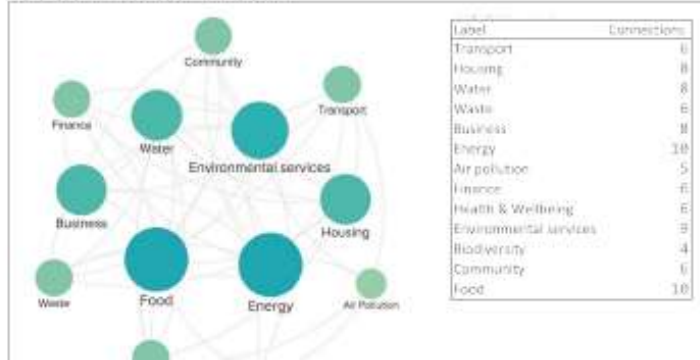 Community
Transport
Finance
Water
Environmental services
Business
Housing
Waste
Food
Energy
Air Pollution
Label Connections
Transport 6
Housing 8
Water 8
Waste 6
Business 8
Energy 10
Air pollution 5
Finance 6
Health & Wellbeing 6
Environmental services 9
Biodiversity 4
Community 6
Food 10